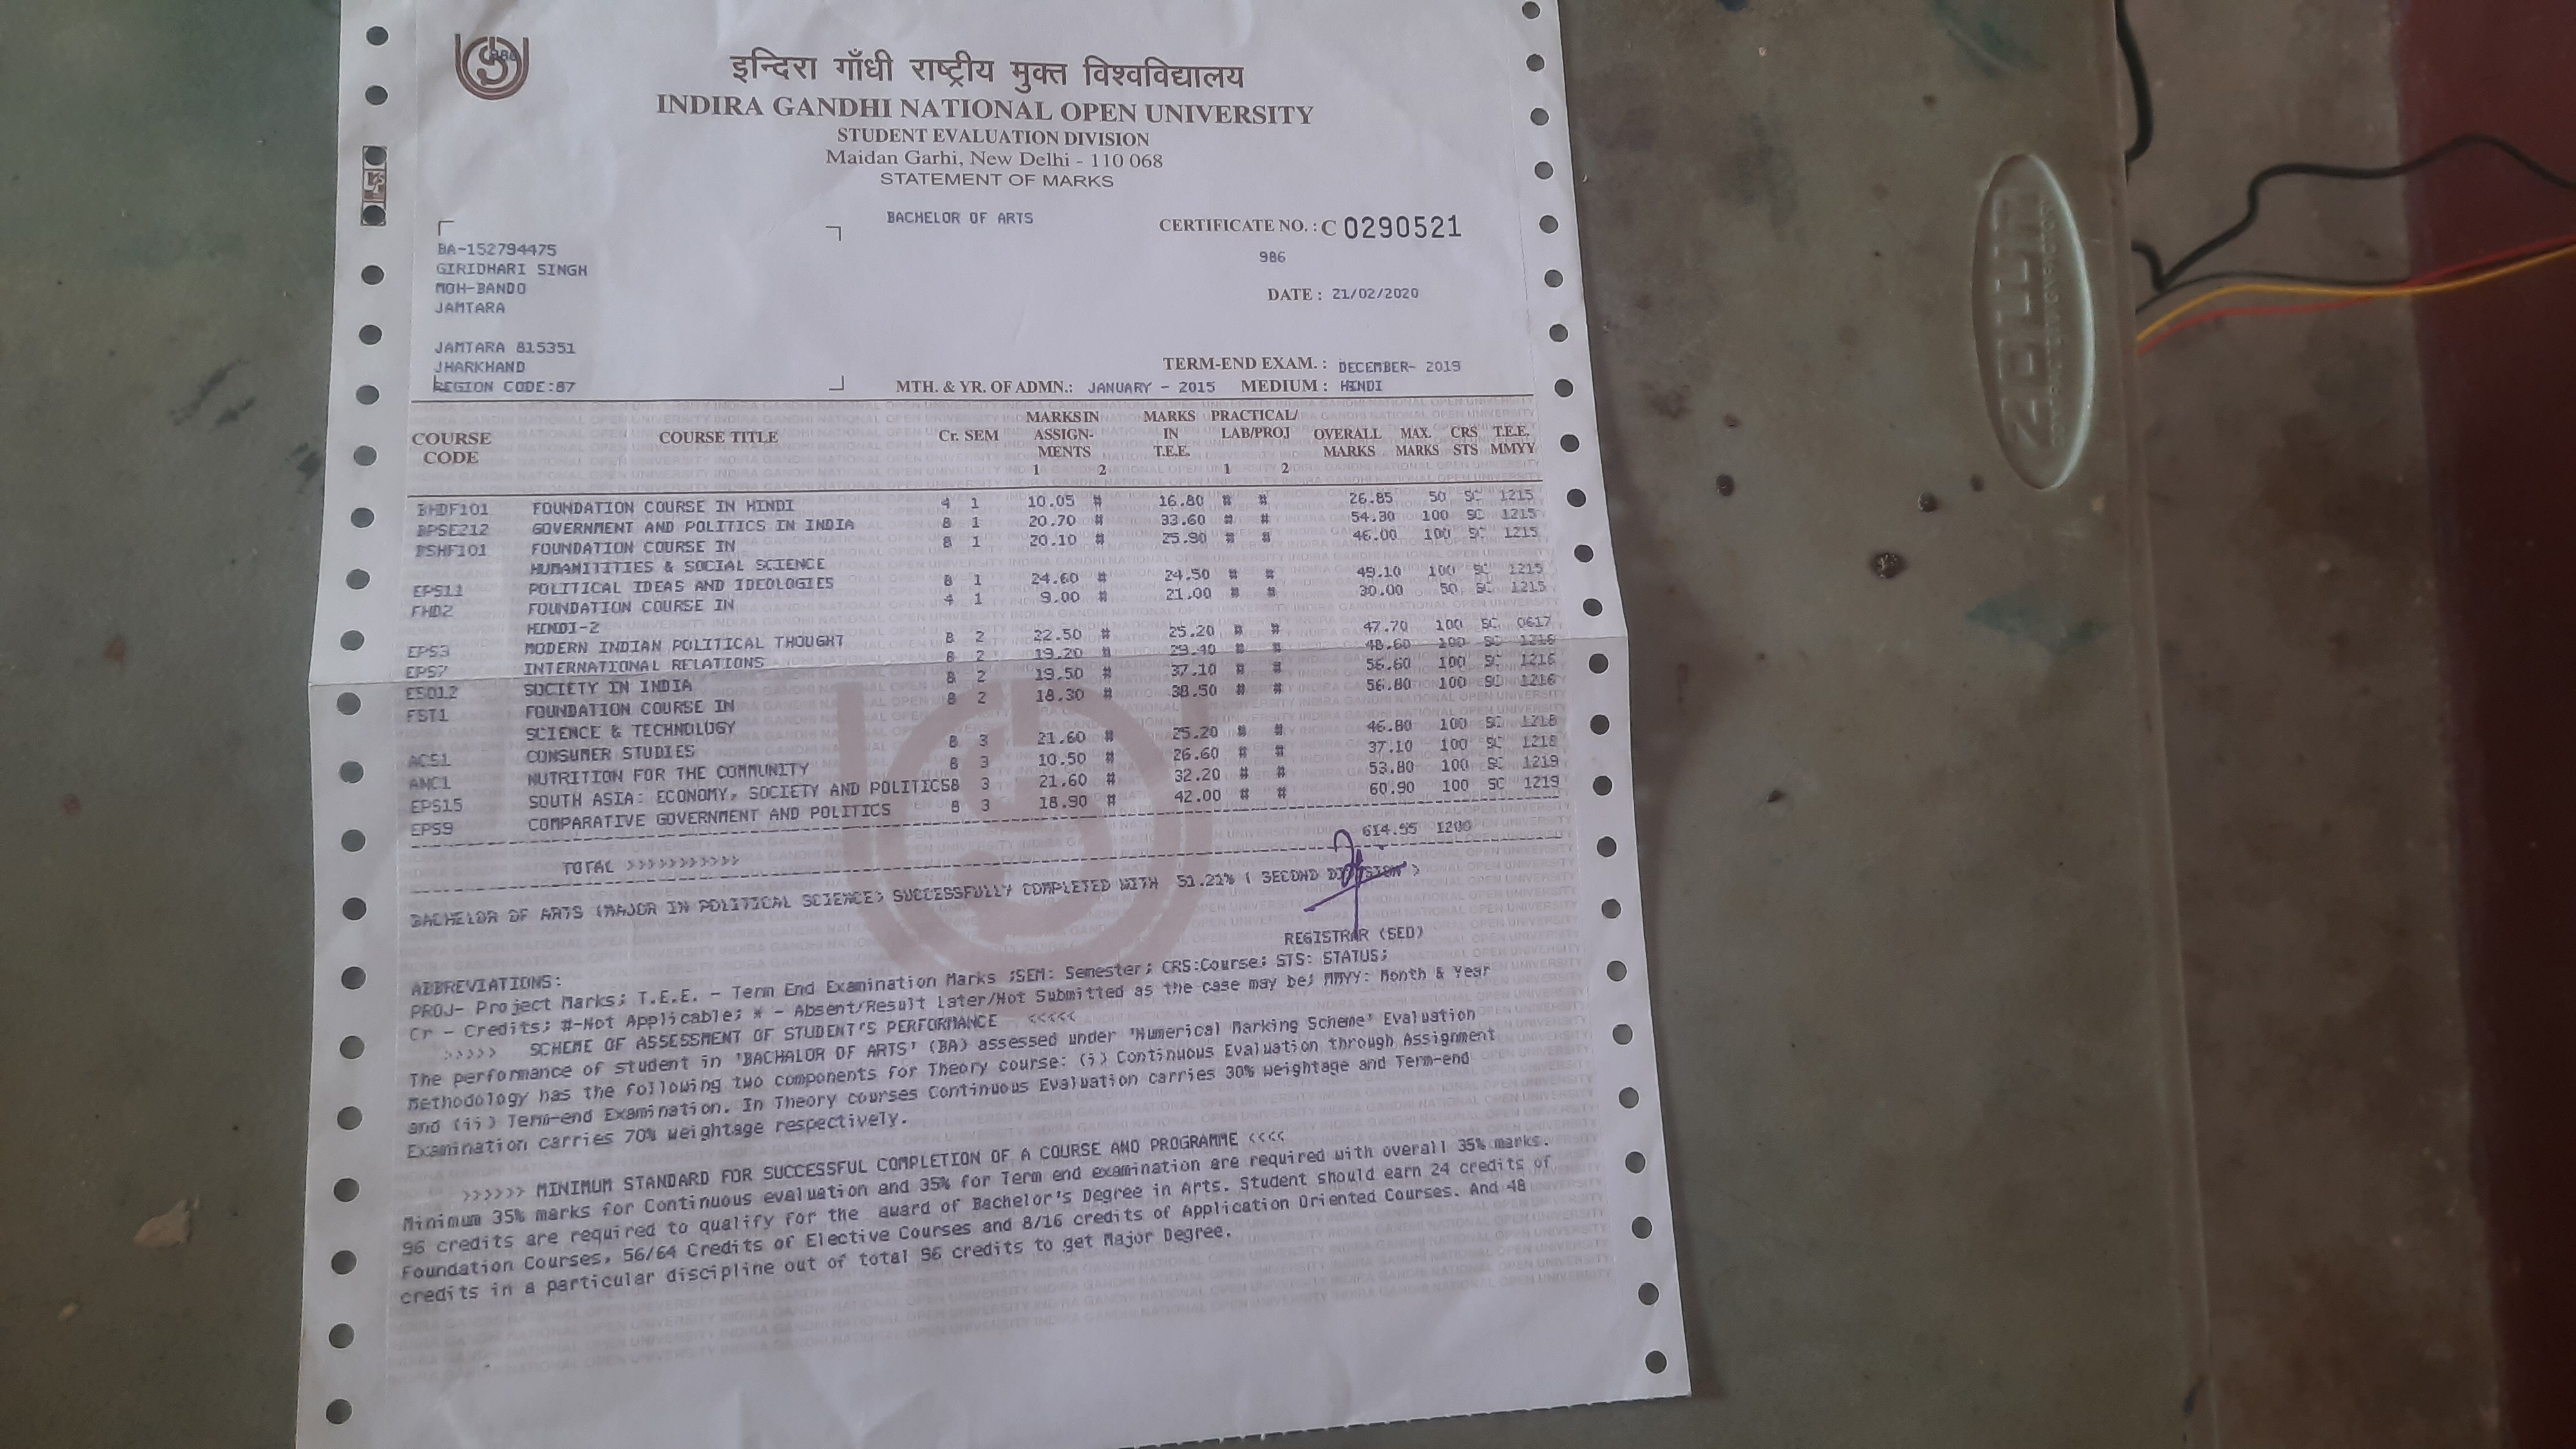 इन्दिरा गाँधी राष्ट्रीय मुक्त विश्वविद्यालय
INDIRA GANDHI NATIONAL OPEN UNIVERSITY
STUDENT EVALUATION DIVISION
Maidan Garhi, New Delhi - 110 068
STATEMENT OF MARKS
BACHELOR OF ARTS
CERTIFICATE NO. : C 0290521
986
DATE : 21/02/2020
BA-152794475
GIRIDHARI SINGH
MOH-BANDO
JAMTARA
JAMTARA 815351
JHARKHAND
REGION CODE:87
TERM-END EXAM. : DECEMBER- 2019
MTH. & YR. OF ADMN.: JANUARY - 2015 MEDIUM : HINDI
COURSE CODE COURSE TITLE Cr. SEM MARKS IN ASSIGN-MENTS 1 2 MARKS IN T.E.E. PRACTICAL/ LAB/PROJ 1 2 OVERALL MARKS MAX. MARKS CRS STS T.E.E. MMYY
BHDF101 FOUNDATION COURSE IN HINDI 4 1 10.05 # 16.80 # # 26.85 50 SC 1215
BPSE212 GOVERNMENT AND POLITICS IN INDIA 8 1 20.70 # 33.60 # # 54.30 100 SC 1215
BSHF101 FOUNDATION COURSE IN 8 1 20.10 # 25.90 # # 46.00 100 SC 1215
HUMANITITIES & SOCIAL SCIENCE
EPS11 POLITICAL IDEAS AND IDEOLOGIES 8 1 24.60 # 24.50 # # 49.10 100 SC 1215
FHD2 FOUNDATION COURSE IN 4 1 9.00 # 21.00 # # 30.00 50 SC 1215
HINDI-2
EPS3 MODERN INDIAN POLITICAL THOUGHT 8 2 22.50 # 25.20 # # 47.70 100 SC 0617
EPS7 INTERNATIONAL RELATIONS 8 2 19.20 # 29.40 # # 48.60 100 SC 1216
ESO12 SOCIETY IN INDIA 8 2 19.50 # 37.10 # # 56.60 100 SC 1216
FST1 FOUNDATION COURSE IN 8 2 18.30 # 38.50 # # 56.80 100 SC 1216
SCIENCE & TECHNOLOGY
ACS1 CONSUMER STUDIES 8 3 21.60 # 25.20 # # 46.80 100 SC 1218
ANC1 NUTRITION FOR THE COMMUNITY 8 3 10.50 # 26.60 # # 37.10 100 SC 1218
EPS15 SOUTH ASIA: ECONOMY, SOCIETY AND POLITICS8 3 21.60 # 32.20 # # 53.80 100 SC 1219
EPS9 COMPARATIVE GOVERNMENT AND POLITICS 8 3 18.90 # 42.00 # # 60.90 100 SC 1219
TOTAL >>>>>>>>>>> 614.55 1200
BACHELOR OF ARTS (MAJOR IN POLITICAL SCIENCE) SUCCESSFULLY COMPLETED WITH 51.21% ( SECOND DIVISION )
REGISTRAR (SED)
ABBREVIATIONS:
PROJ- Project Marks; T.E.E. - Term End Examination Marks ;SEM: Semester; CRS:Course; STS: STATUS;
Cr - Credits; #-Not Applicable; * - Absent/Result Later/Not Submitted as the case may be; MMYY: Month & Year
>>>>> SCHEME OF ASSESSMENT OF STUDENT'S PERFORMANCE <<<<<
The performance of student in 'BACHALOR OF ARTS' (BA) assessed under 'Numerical Marking Scheme' Evaluation
Methodology has the following two components for Theory course: (i) Continuous Evaluation through Assignment
and (ii) Term-end Examination. In Theory courses Continuous Evaluation carries 30% weightage and Term-end
Examination carries 70% weightage respectively.
>>>>>> MINIMUM STANDARD FOR SUCCESSFUL COMPLETION OF A COURSE AND PROGRAMME <<<<
Minimum 35% marks for Continuous evaluation and 35% for Term end examination are required with overall 35% marks.
96 credits are required to qualify for the award of Bachelor's Degree in Arts. Student should earn 24 credits of
Foundation Courses, 56/64 Credits of Elective Courses and 8/16 credits of Application Oriented Courses. And 48
credits in a particular discipline out of total 96 credits to get Major Degree.